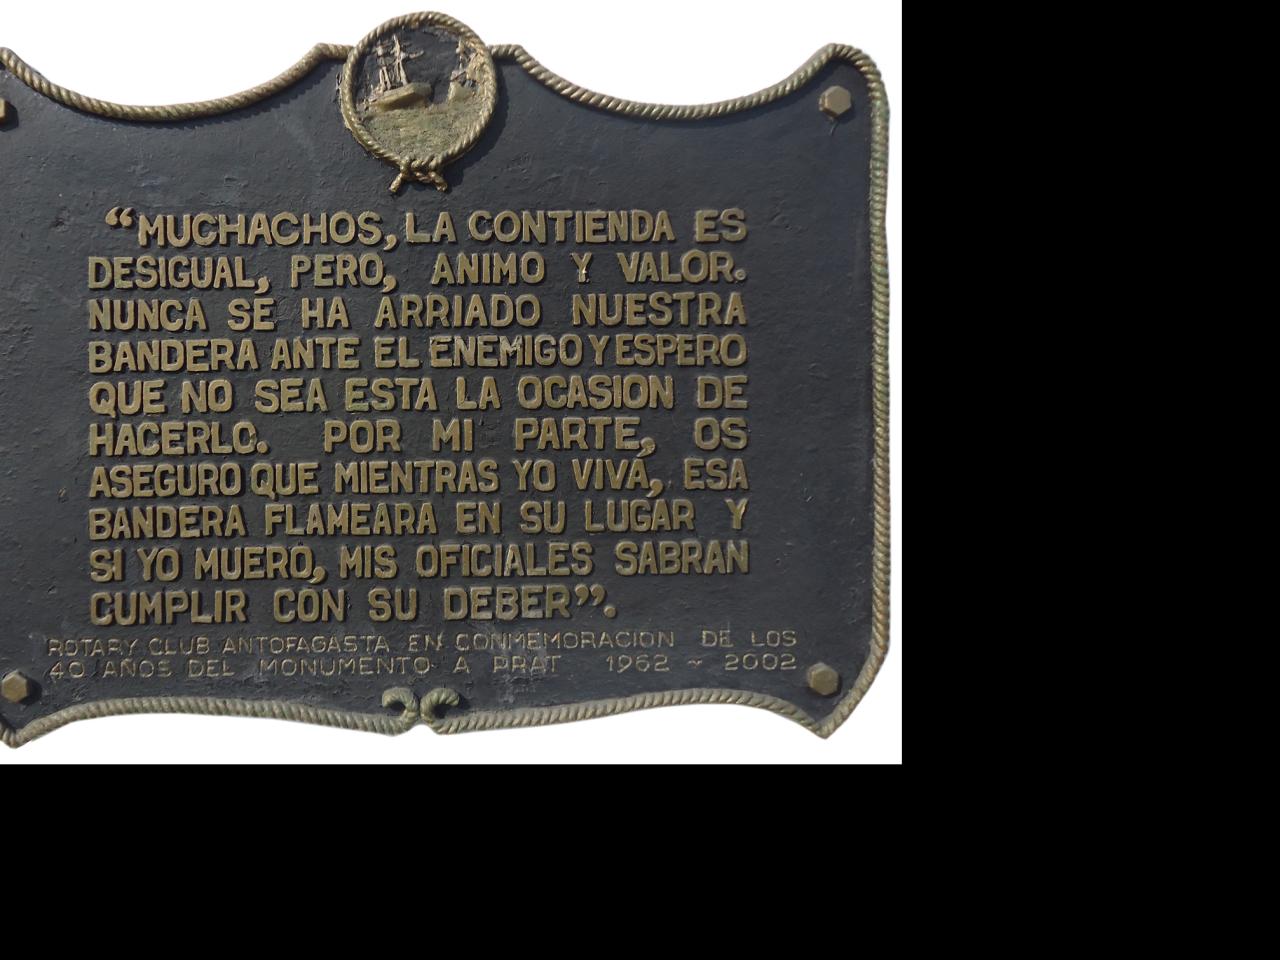 “MUCHACHOS, LA CONTIENDA ES
DESIGUAL, PERO, ANIMO Y VALOR.
NUNCA SE HA ARRIADO NUESTRA
BANDERA ANTE EL ENEMIGO Y ESPERO
QUE NO SEA ESTA LA OCASION DE
HACERLO. POR MI PARTE, OS
ASEGURO QUE MIENTRAS YO VIVA, ESA
BANDERA FLAMEARA EN SU LUGAR Y
SI YO MUERO, MIS OFICIALES SABRAN
CUMPLIR CON SU DEBER”.
ROTARY CLUB ANTOFAGASTA EN CONMEMORACION DE LOS
40 AÑOS DEL MONUMENTO A PRAT 1962 ~ 2002